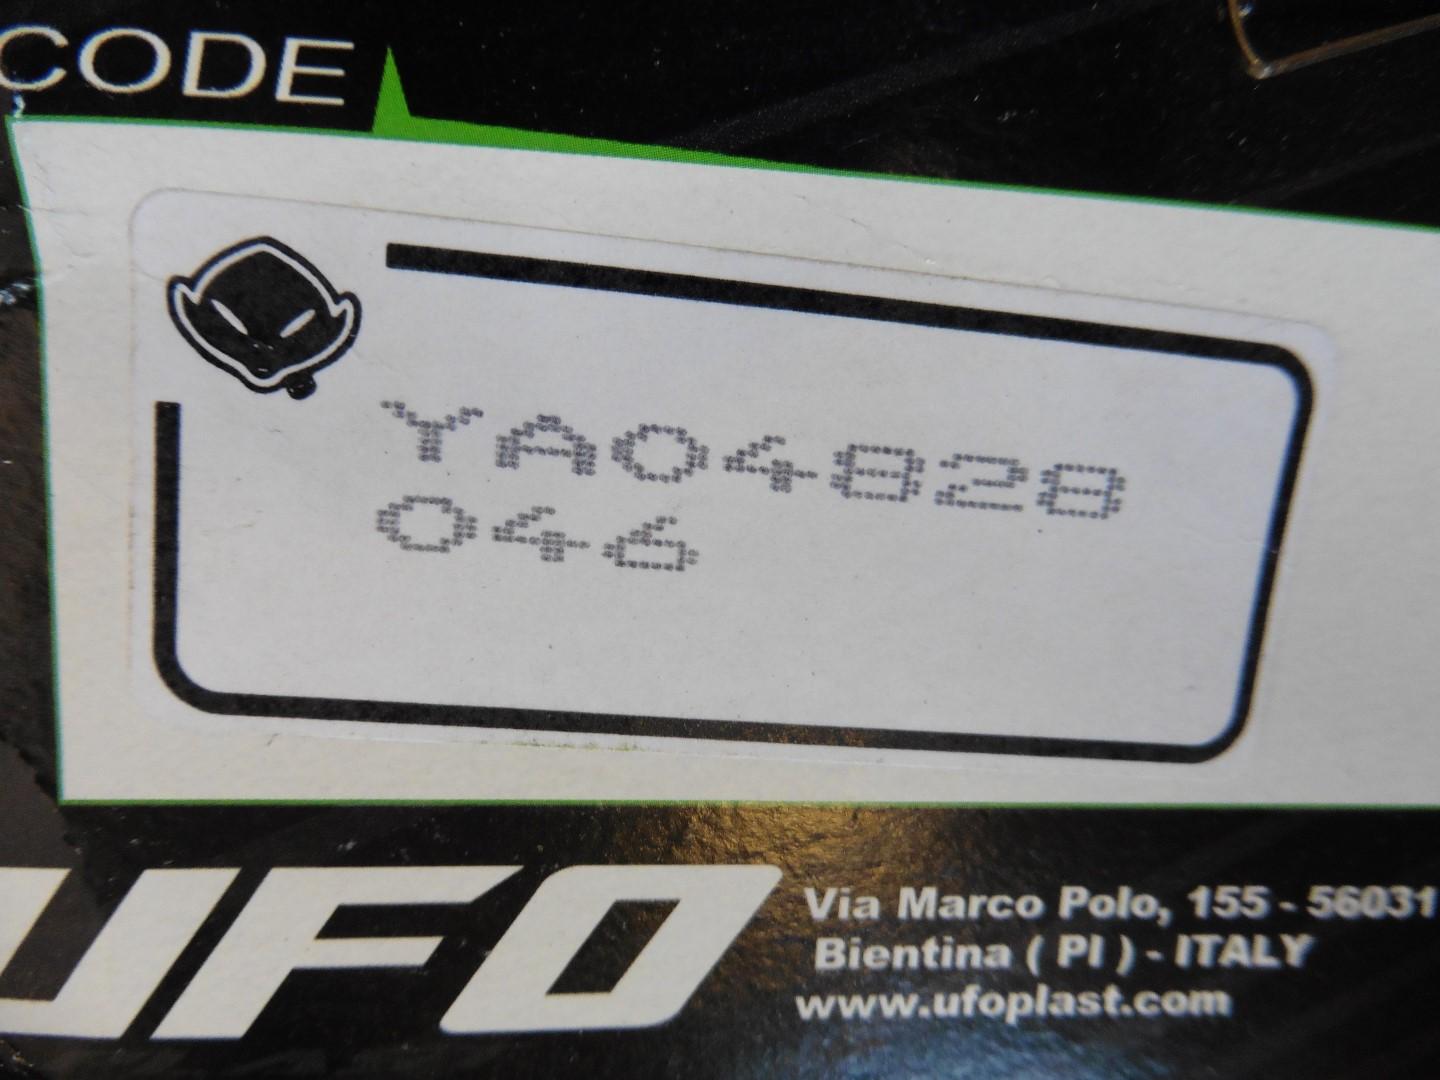 CODE
YA04828
046
UFO
Via Marco Polo, 155 - 56031
Bientina ( PI ) - ITALY
www.ufoplast.com